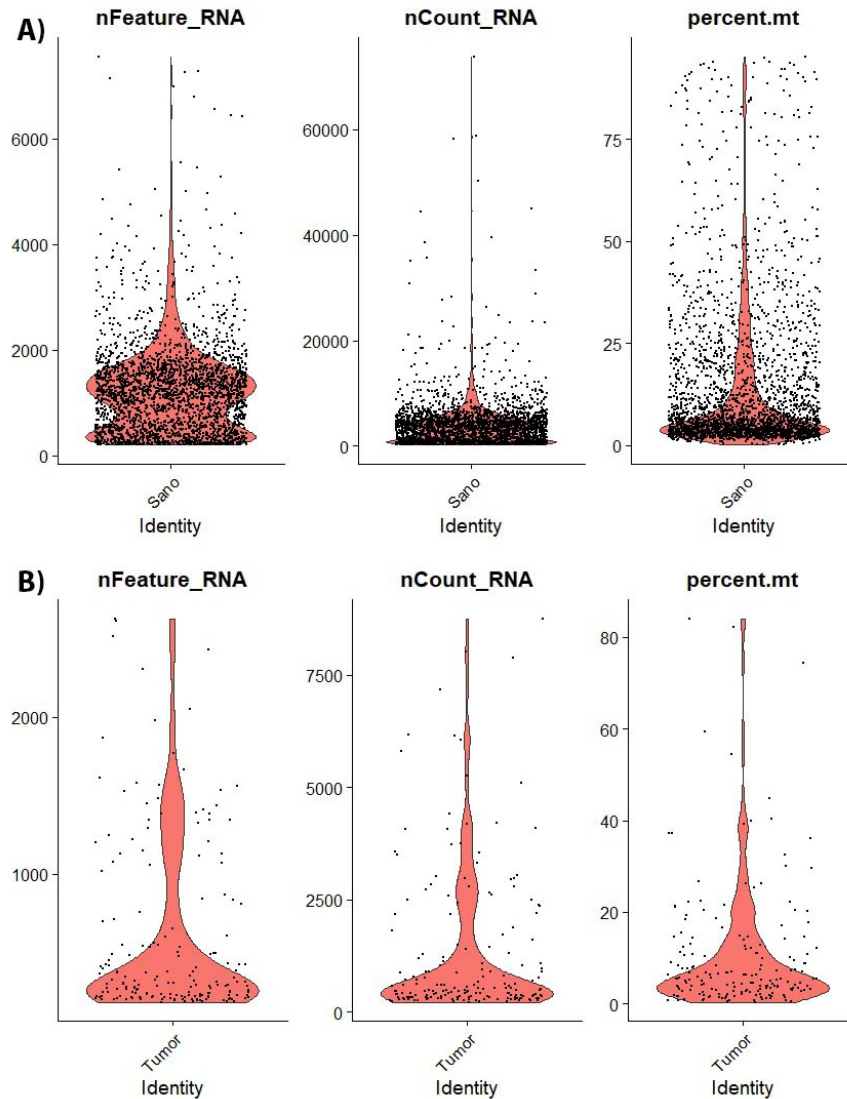 A)
nFeature_RNA
nCount_RNA
percent.mt
6000
4000
2000
0
60000
40000
20000
0
75
50
25
0
Sano
Sano
Sano
Identity
Identity
Identity
B)
nFeature_RNA
nCount_RNA
percent.mt
2000
1000
7500
5000
2500
0
80
60
40
20
0
Tumor
Tumor
Tumor
Identity
Identity
Identity